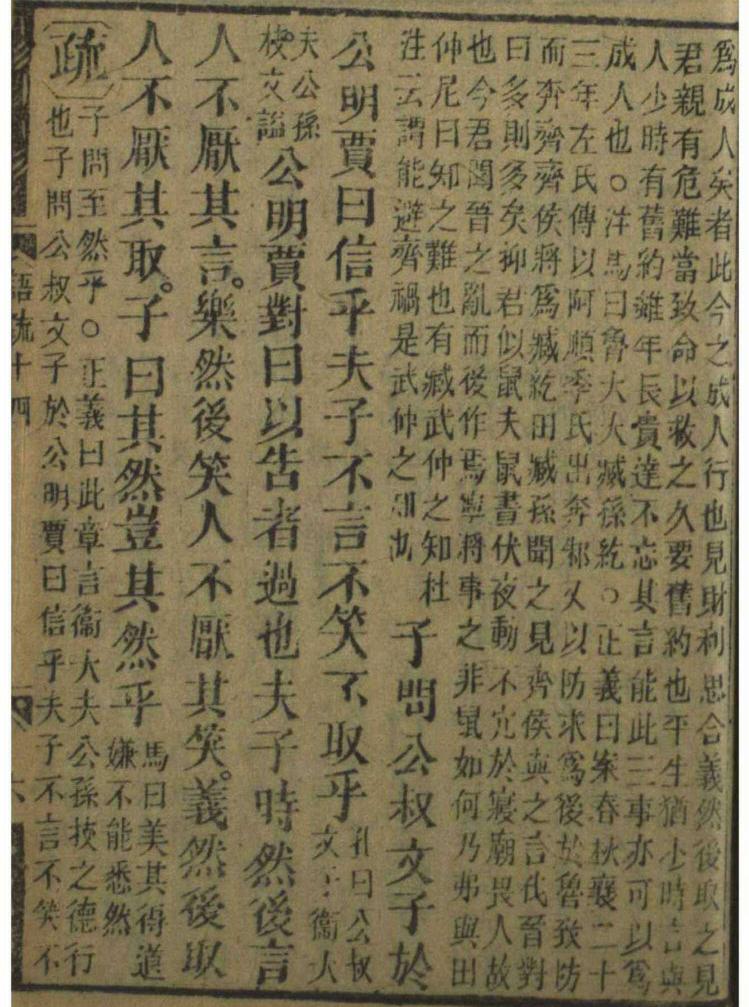 爲成人矣者此今之成人行也見財利思合義然後取之見
君親有危難當致命以救之久要舊約也平生猶少時言與
人少時有舊約雖年長貴達不忘其言能此三事亦可以爲
成人也○注馬曰魯大夫臧孫紇○正義曰案春秋襄二十
三年左氏傳以阿順季氏出奔邾又以防求爲後於魯致防
而奔齊齊侯將爲臧紇田臧孫聞之見齊侯與之言伐晉對
曰多則多矣抑君似鼠夫鼠晝伏夜動不穴於寢廟畏人故
也今君聞晉之亂而後作焉寧將事之非鼠如何乃弗與田
仲尼曰知之難也有臧武仲之知杜
注云謂能避齊禍是武仲之知也
子問公叔文子於
公明賈曰信乎夫子不言不笑不取乎
孔曰公叔
文子衞大
夫公孫
枝文謚
公明賈對曰以告者過也夫子時然後言
人不厭其言樂然後笑人不厭其笑義然後取
人不厭其取子曰其然豈其然乎
馬曰美其得道
嫌不能悉然
疏
子問至然乎○正義曰此章言衞大夫公孫技之德行
也子問公叔文子於公明賈曰信乎夫子不言不笑不
語疏十四
六